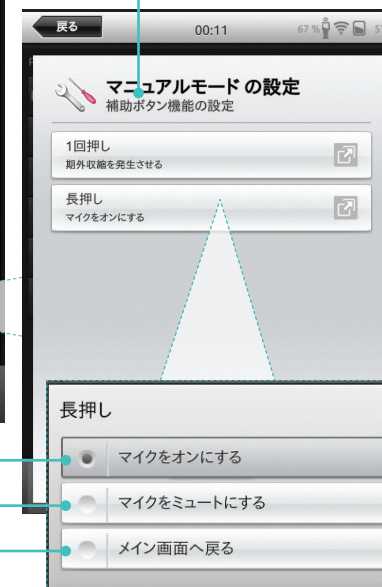 戻る 00:11 67 %
マニュアルモード の設定
補助ボタン機能の設定
1回押し
期外収縮を発生させる
長押し
マイクをオンにする
長押し
マイクをオンにする
マイクをミュートにする
メイン画面へ戻る